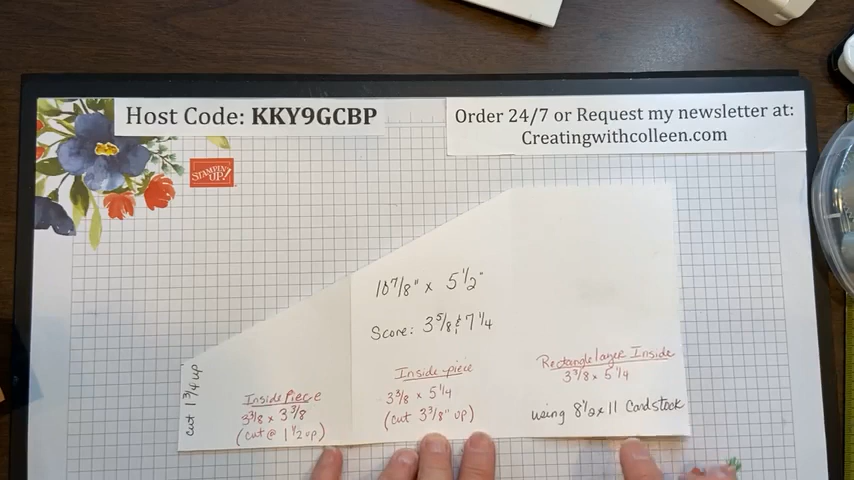 Host Code: KKY9GCBP
Order 24/7 or Request my newsletter at:
Creatingwithcolleen.com
STAMPIN' UP!
10 7/8" x 5 1/2"
Score: 3 5/8 & 7 1/4
cut 1 3/4 up
Inside Piece
3 3/8 x 3 3/8
(cut @ 1 1/2 up)
Inside piece
3 3/8 x 5 1/4
(cut 3 3/8" up)
Rectangle layer Inside
3 3/8 x 5 1/4
using 8 1/2 x 11 Cardstock